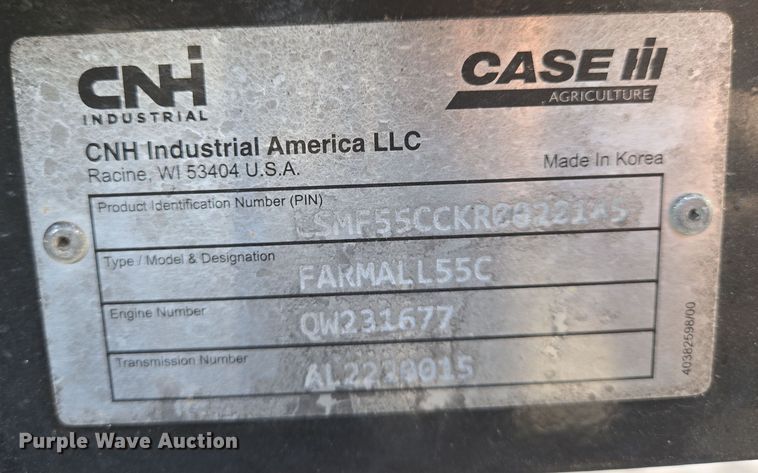 CNH
INDUSTRIAL
CASE IH
AGRICULTURE
CNH Industrial America LLC
Racine, WI 53404 U.S.A.
Made In Korea
Product Identification Number (PIN)
Type / Model & Designation
FARMALL55C
Engine Number
QW231677
Transmission Number
40382598/00
Purple Wave Auction